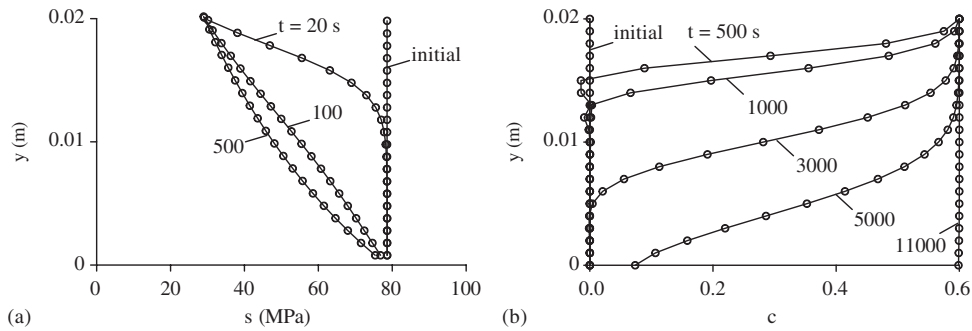 0.02
t = 20 s
initial
y (m)
0.01
100
500
0
0 20 40 60 80 100
(a) s (MPa)
0.02
t = 500 s
initial
1000
y (m)
0.01
3000
5000
11000
0
0.0 0.2 0.4 0.6
(b) c